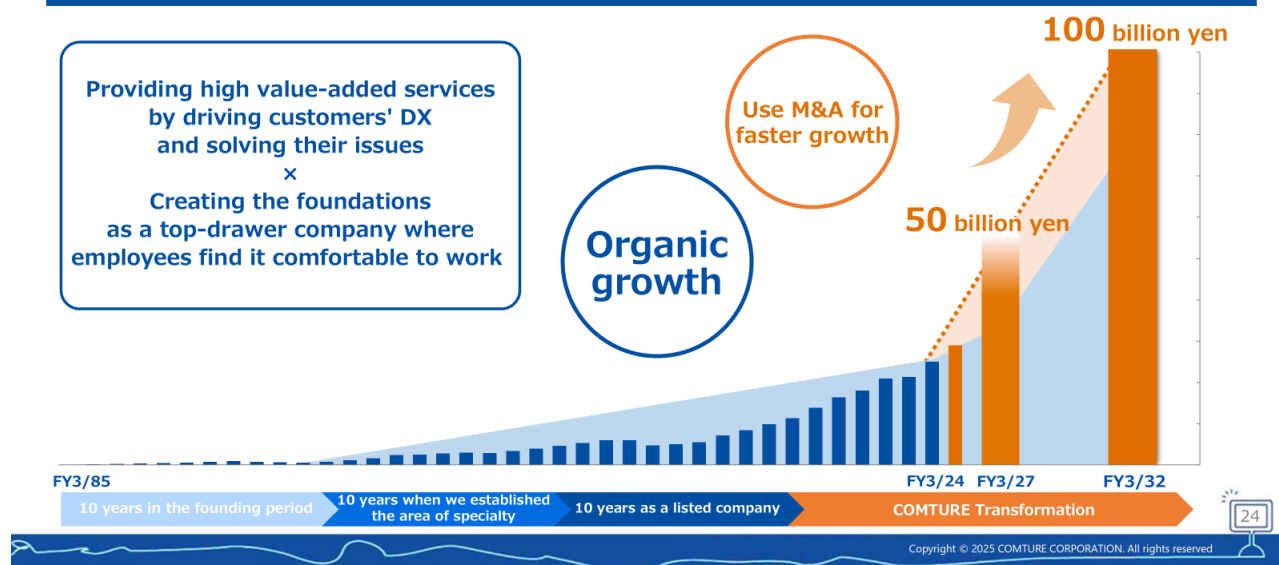 Providing high value-added services
by driving customers' DX
and solving their issues
×
Creating the foundations
as a top-drawer company where
employees find it comfortable to work
Organic
growth
Use M&A for
faster growth
50 billion yen
100 billion yen
FY3/85
FY3/24
FY3/27
FY3/32
10 years in the founding period
10 years when we established
the area of specialty
10 years as a listed company
COMTURE Transformation
24
Copyright © 2025 COMTURE CORPORATION. All rights reserved